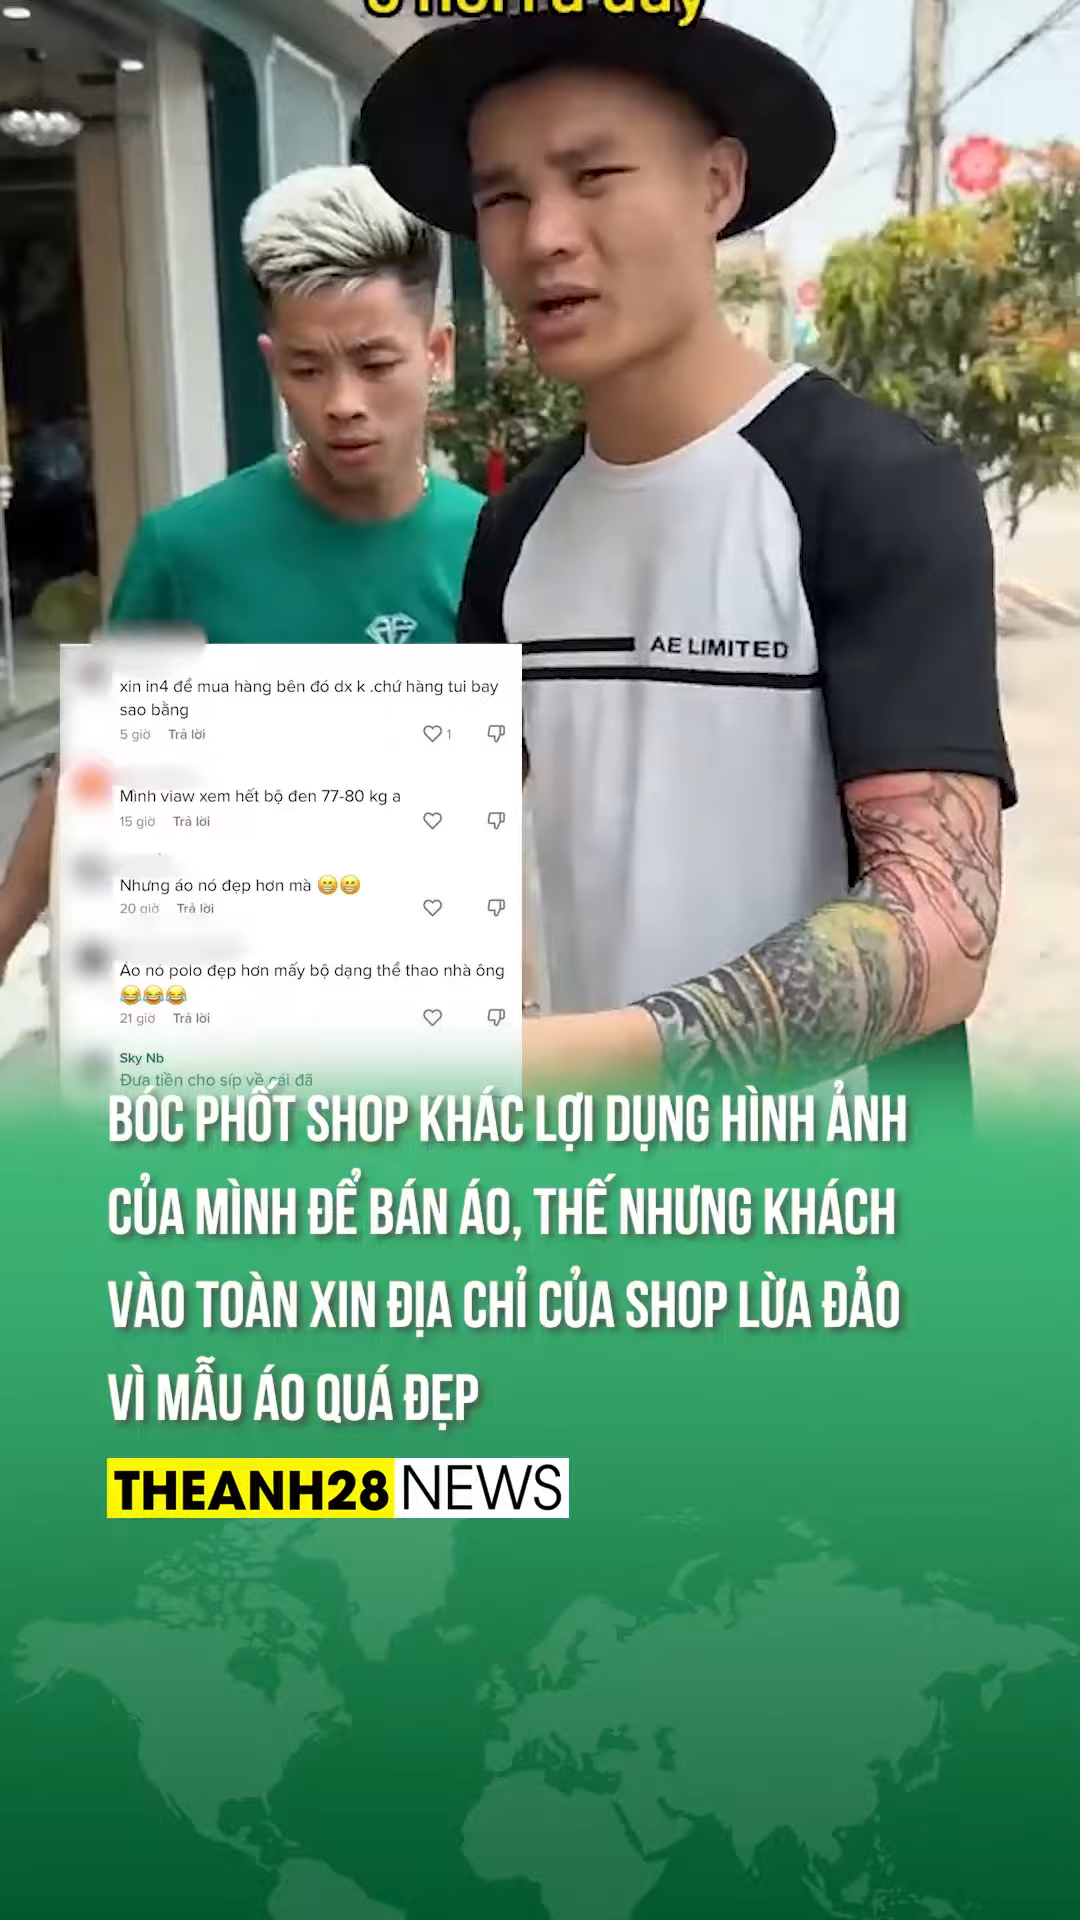 AE LIMITED
xin in4 để mua hàng bên đó dx k .chứ hàng tui bay
sao bằng
5 giờ Trả lời 1
Mình viaw xem hết bộ đen 77-80 kg a
15 giờ Trả lời
Nhưng áo nó đẹp hơn mà 😁😁
20 giờ Trả lời
Áo nó polo đẹp hơn mấy bộ dạng thể thao nhà ông
😂😂😂
21 giờ Trả lời
Sky Nb
Đưa tiền cho síp về cái đã
BÓC PHỐT SHOP KHÁC LỢI DỤNG HÌNH ẢNH
CỦA MÌNH ĐỂ BÁN ÁO, THẾ NHƯNG KHÁCH
VÀO TOÀN XIN ĐỊA CHỈ CỦA SHOP LỪA ĐẢO
VÌ MẪU ÁO QUÁ ĐẸP
THEANH28 NEWS